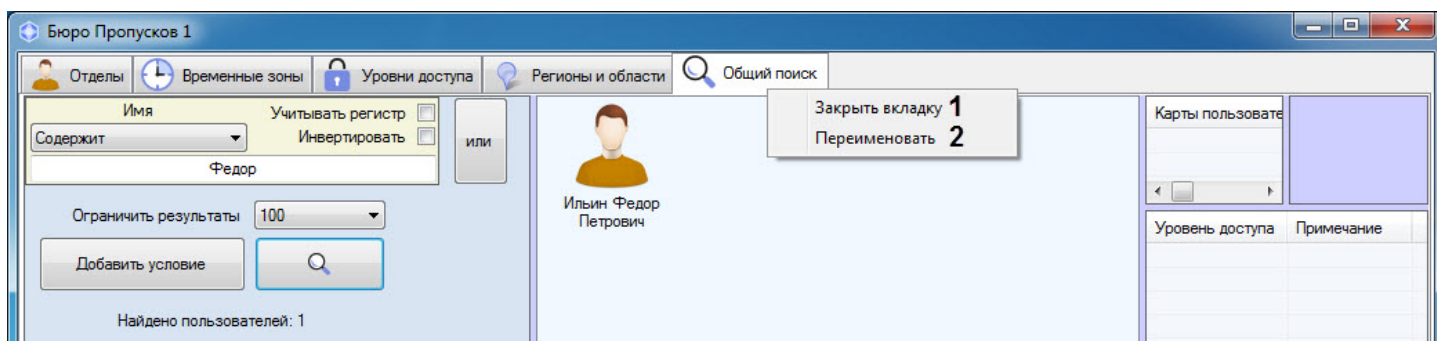 Бюро Пропусков 1
Отделы Временные зоны Уровни доступа Регионы и области Общий поиск
Имя Учитывать регистр
Содержит Инвертировать
Федор
или
Ограничить результаты 100
Добавить условие
Найдено пользователей: 1
Ильин Федор
Петрович
Закрыть вкладку 1
Переименовать 2
Карты пользовате
Уровень доступа Примечание